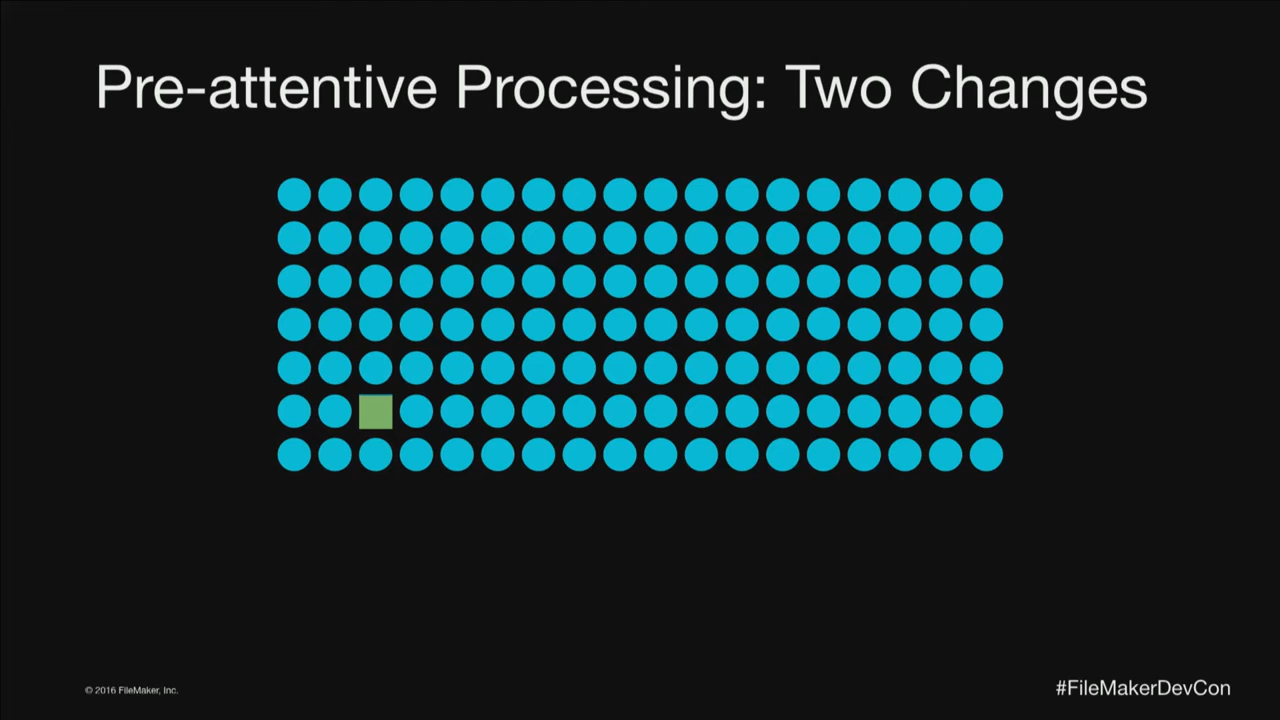 Pre-attentive Processing: Two Changes
© 2016 FileMaker, Inc.
#FileMakerDevCon